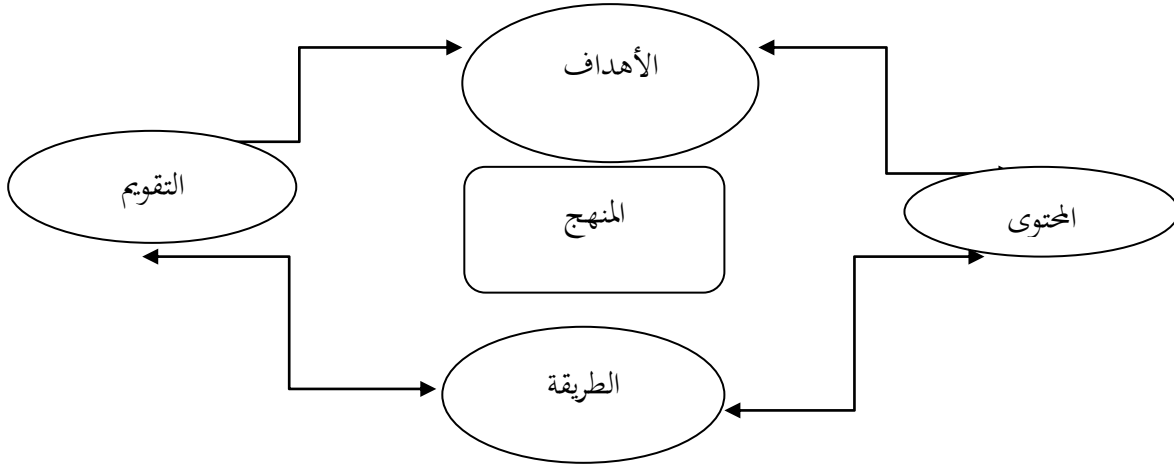 الأهداف
التقويم
المنهج
المحتوى
الطريقة